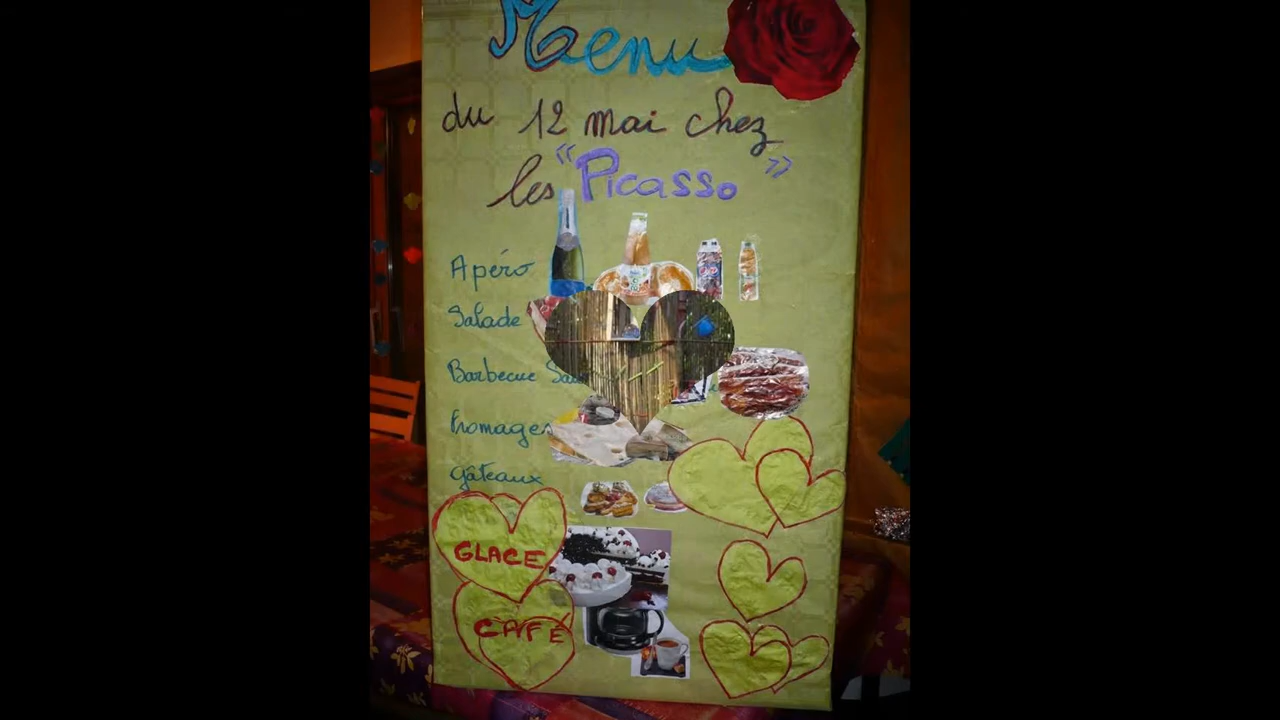 Menu
du 12 mai chez
les "Picasso"
Apéro
Salade
Barbecue
Fromages
Gâteaux
GLACE
CAFÉ